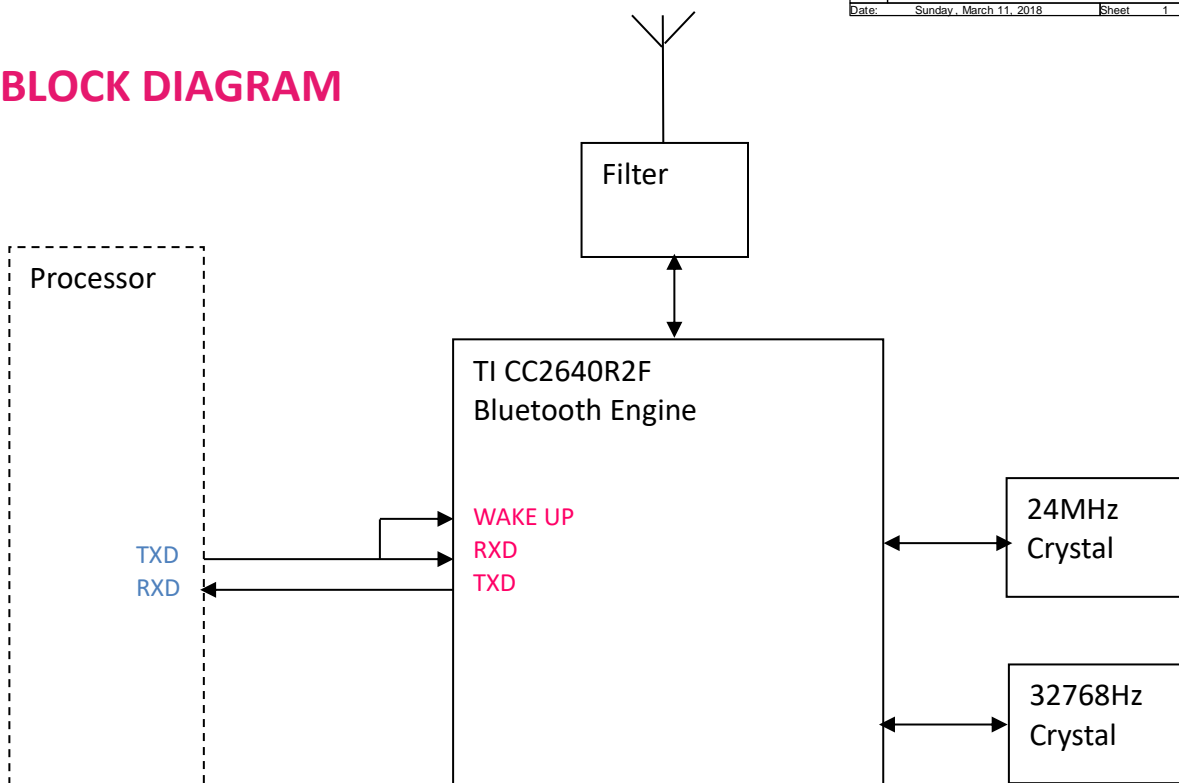 Date: Sunday, March 11, 2018 Sheet 1
BLOCK DIAGRAM
Filter
Processor
TI CC2640R2F
Bluetooth Engine
WAKE UP
RXD
TXD
TXD
RXD
24MHz
Crystal
32768Hz
Crystal